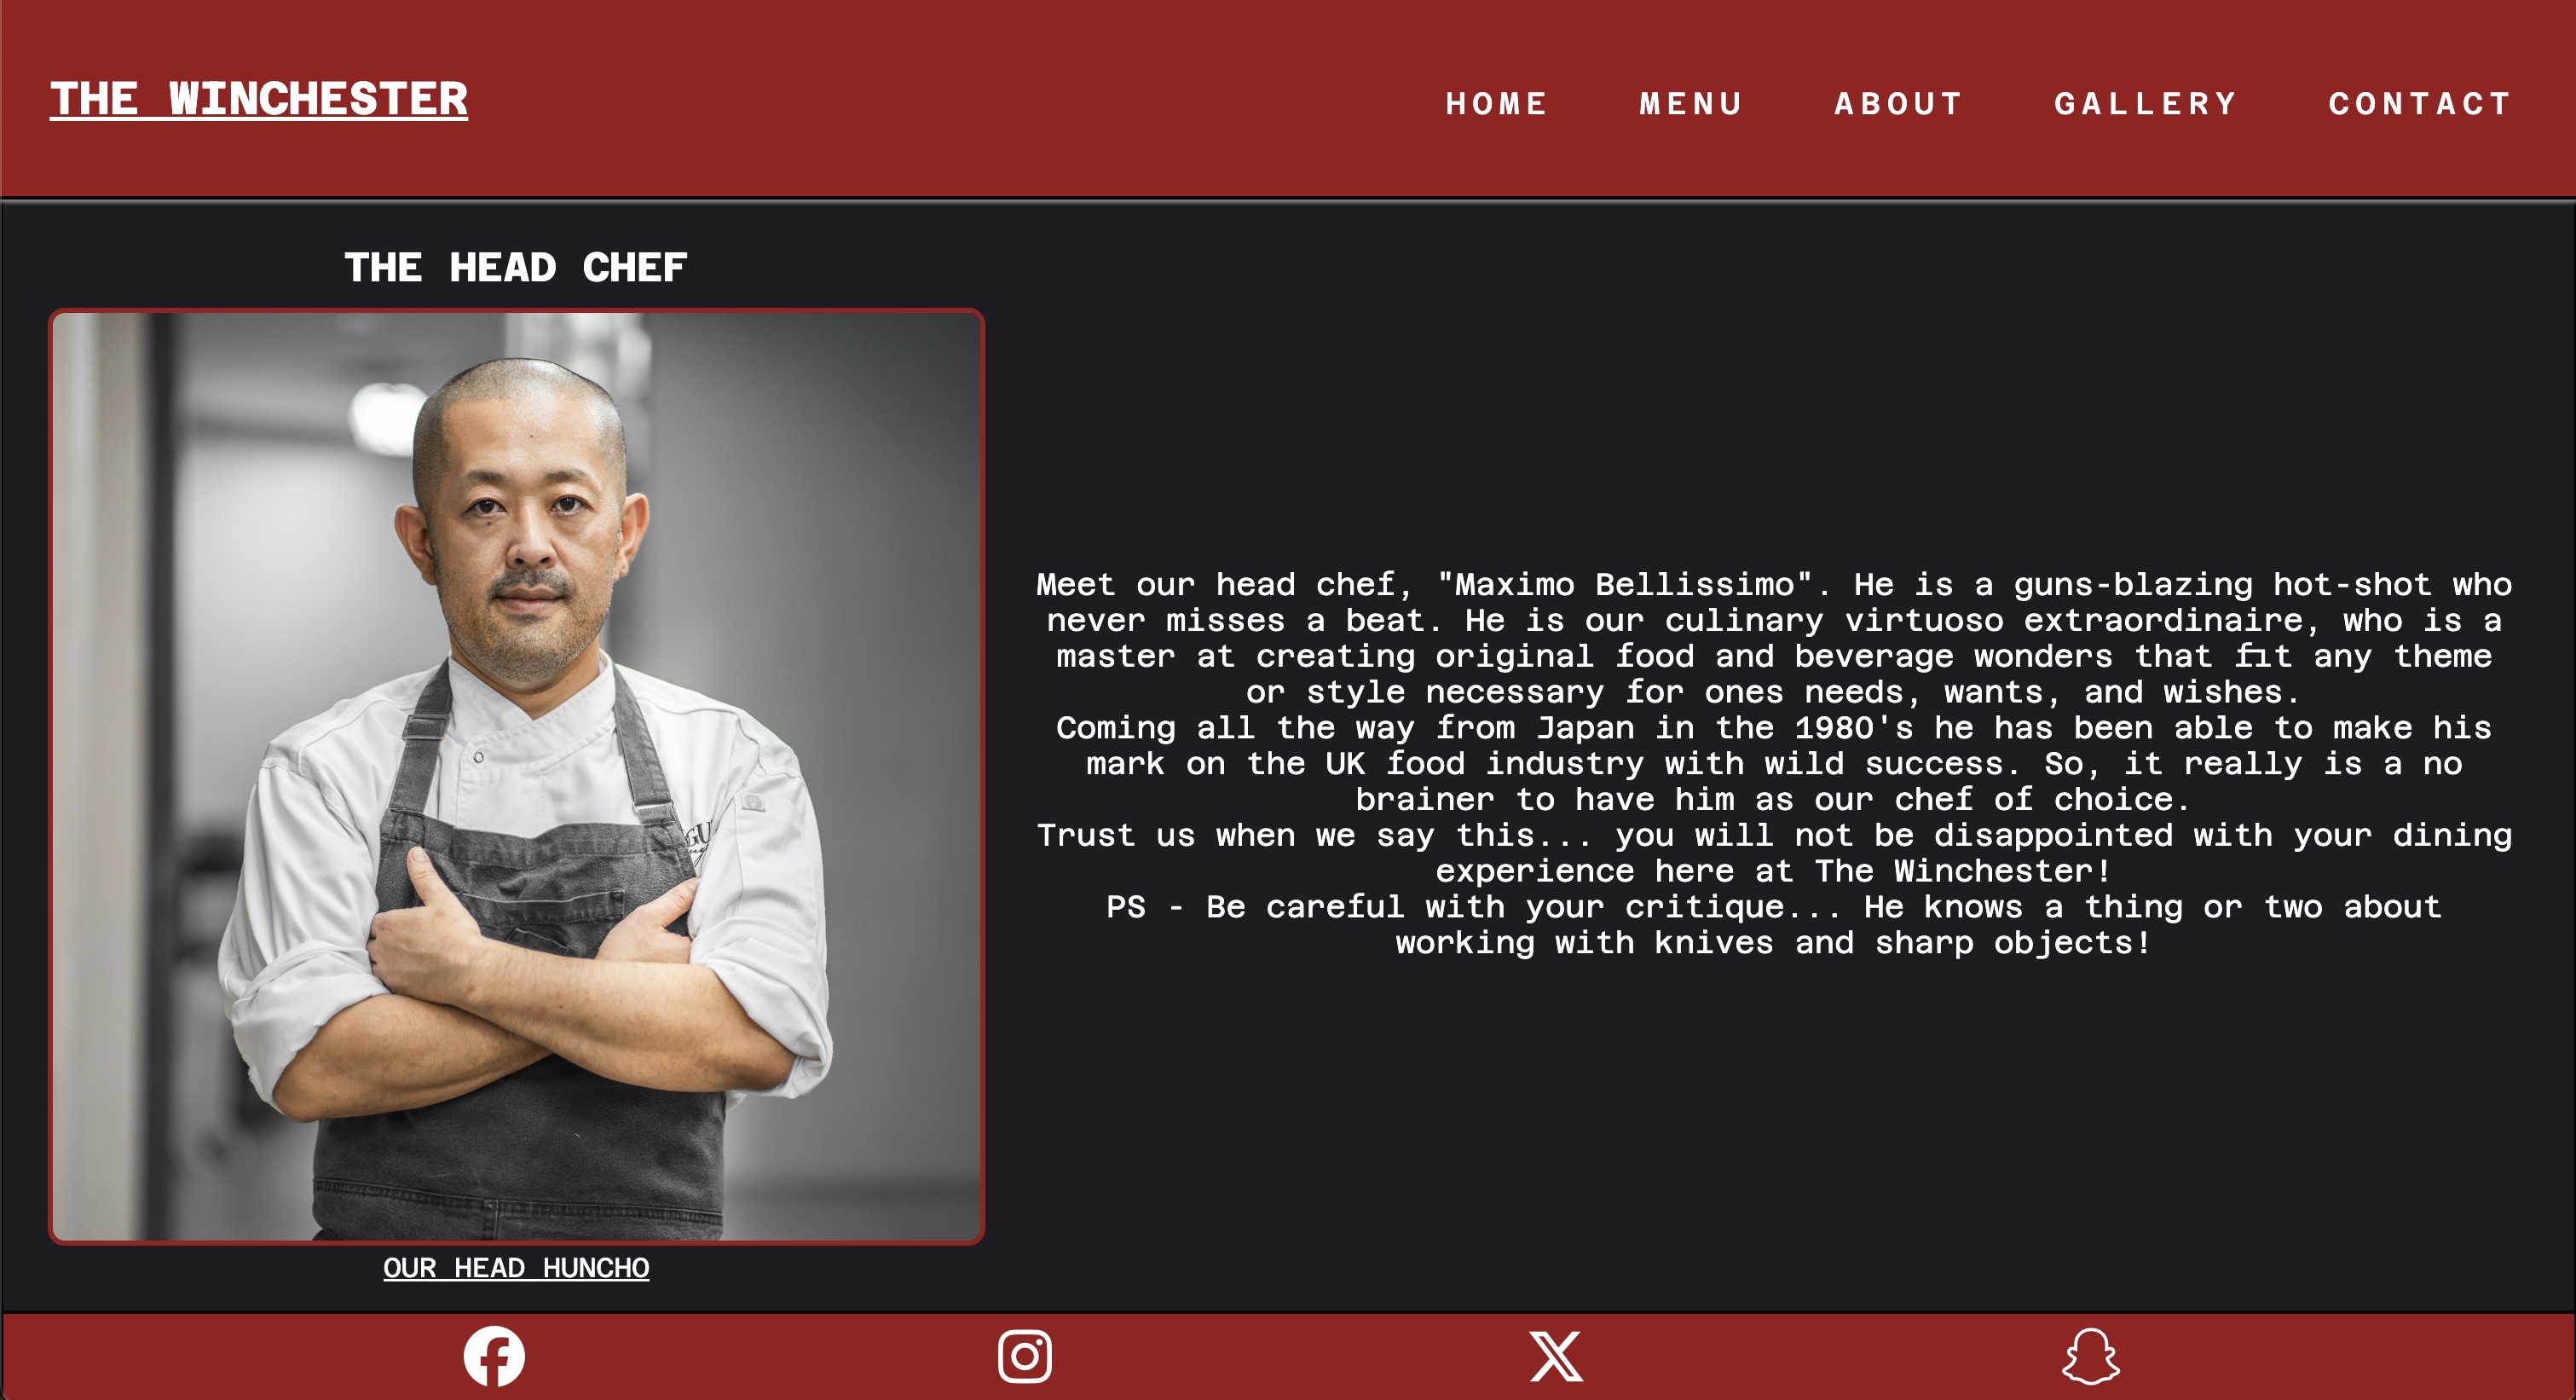 THE WINCHESTER
HOME MENU ABOUT GALLERY CONTACT
THE HEAD CHEF
Meet our head chef, "Maximo Bellissimo". He is a guns-blazing hot-shot who
never misses a beat. He is our culinary virtuoso extraordinaire, who is a
master at creating original food and beverage wonders that fit any theme
or style necessary for ones needs, wants, and wishes.
Coming all the way from Japan in the 1980's he has been able to make his
mark on the UK food industry with wild success. So, it really is a no
brainer to have him as our chef of choice.
Trust us when we say this... you will not be disappointed with your dining
experience here at The Winchester!
PS - Be careful with your critique... He knows a thing or two about
working with knives and sharp objects!
OUR HEAD HUNCHO